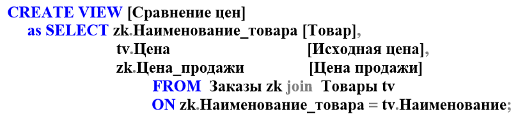 CREATE VIEW [Сравнение цен]
as SELECT zk.Наименование_товара [Товар],
tv.Цена [Исходная цена],
zk.Цена_продажи [Цена продажи]
FROM Заказы zk join Товары tv
ON zk.Наименование_товара = tv.Наименование;